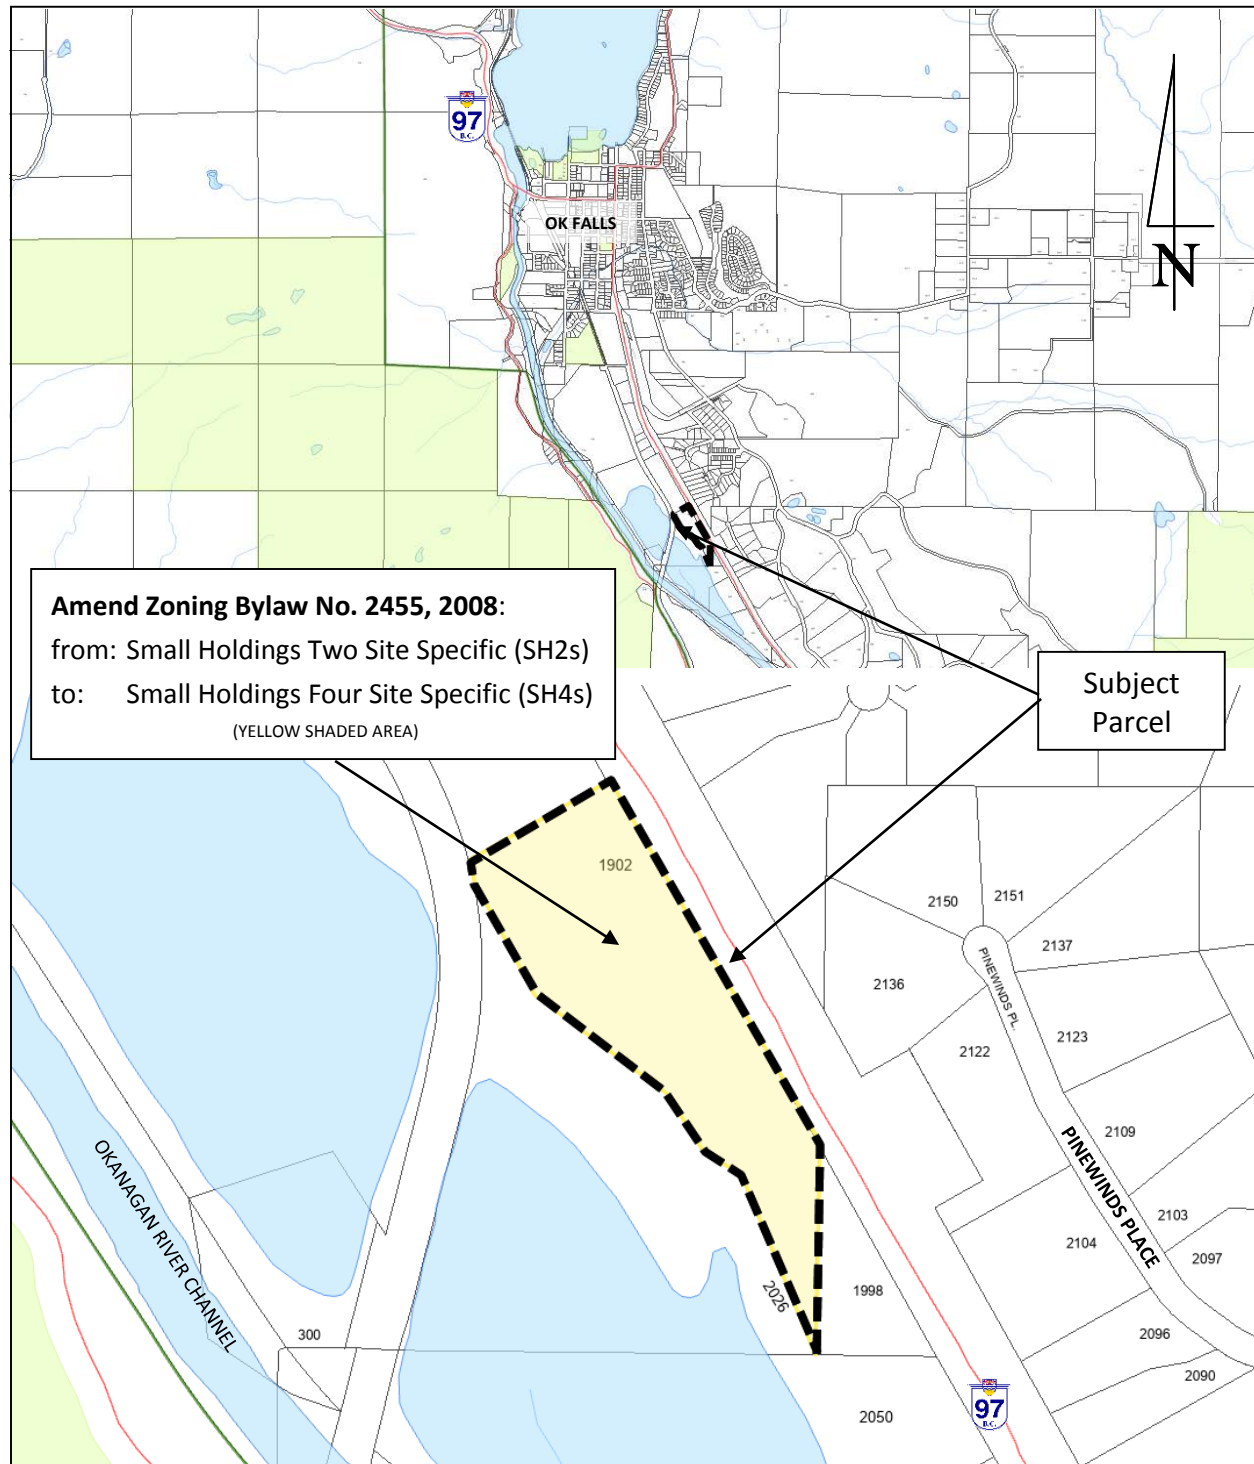 97
B.C.
OK FALLS
N
Amend Zoning Bylaw No. 2455, 2008:
from: Small Holdings Two Site Specific (SH2s)
to: Small Holdings Four Site Specific (SH4s)
(YELLOW SHADED AREA)
Subject
Parcel
1902
2150
2151
2137
2136
PINEWINDS PL.
2122
2123
2109
PINEWINDS PLACE
2103
2104
2097
OKANAGAN RIVER CHANNEL
2026
1998
300
2096
2090
97
B.C.
2050